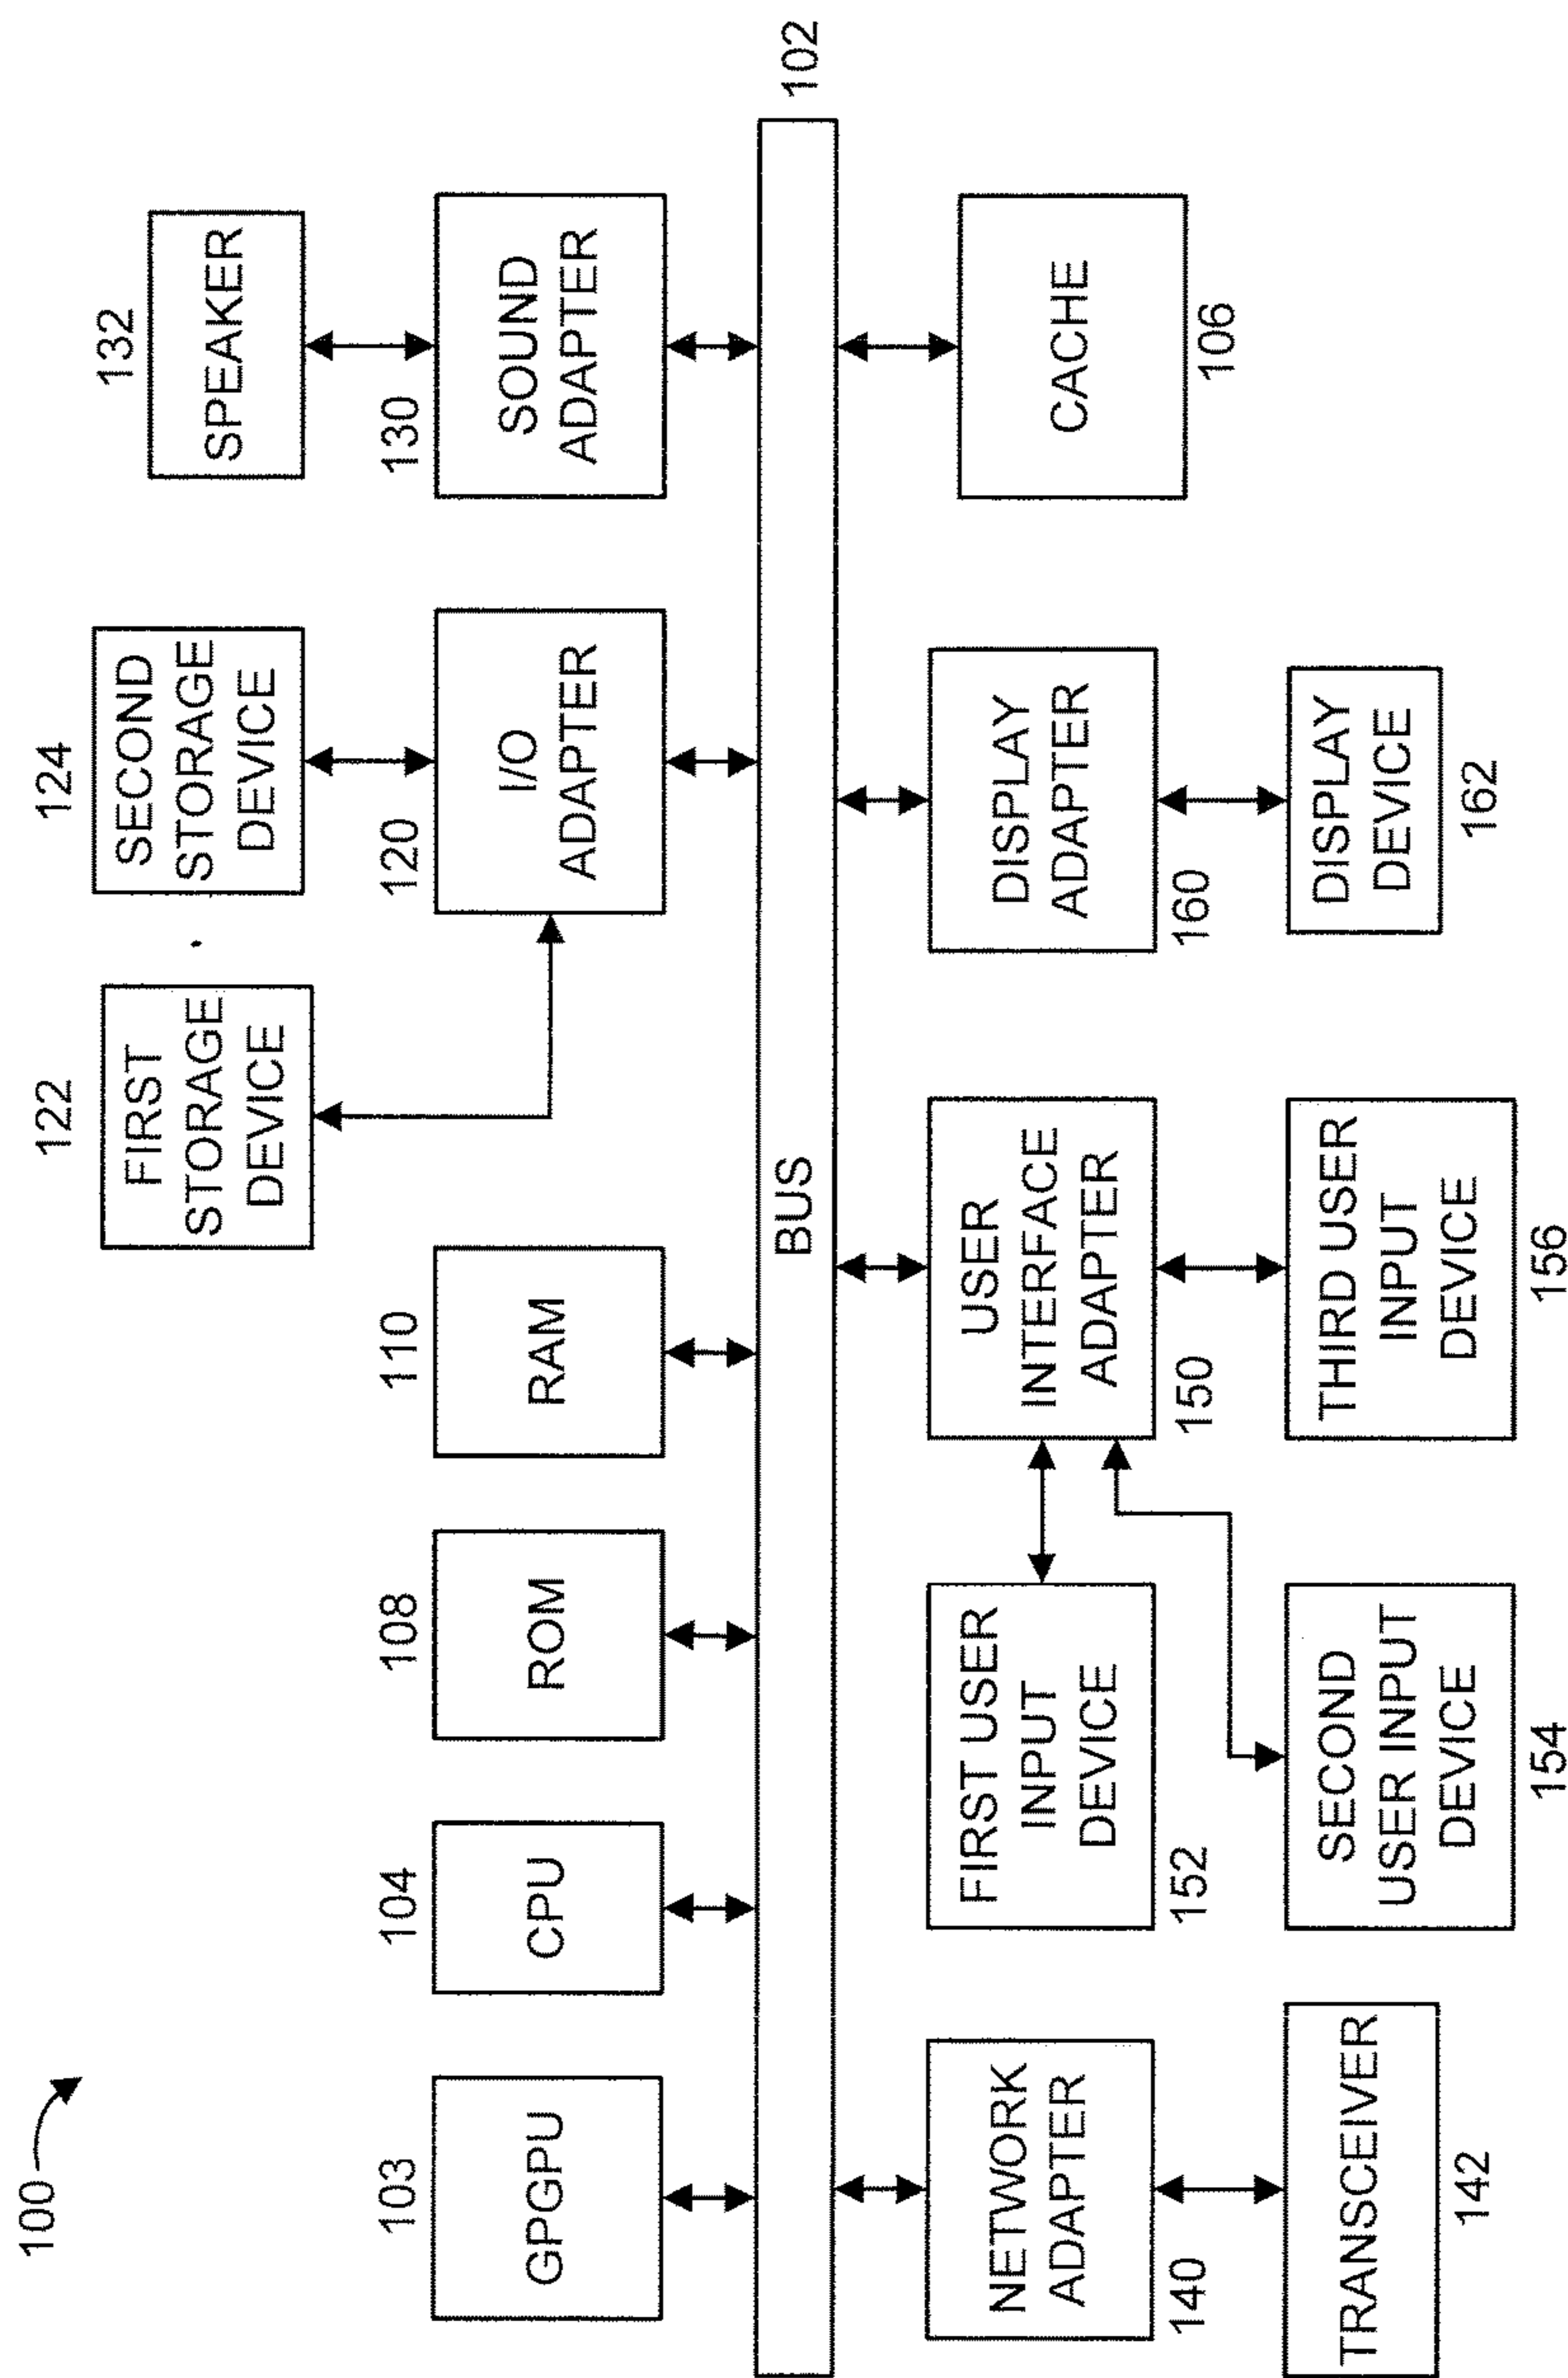 100
122
FIRST
STORAGE
DEVICE
124
SECOND
STORAGE
DEVICE
132
SPEAKER
103
GPGPU
104
CPU
108
ROM
110
RAM
120
I/O
ADAPTER
130
SOUND
ADAPTER
BUS
102
NETWORK
ADAPTER
140
FIRST USER
INPUT
DEVICE
152
USER
INTERFACE
ADAPTER
150
DISPLAY
ADAPTER
160
CACHE
106
TRANSCEIVER
142
SECOND
USER INPUT
DEVICE
154
THIRD USER
INPUT
DEVICE
156
DISPLAY
DEVICE
162